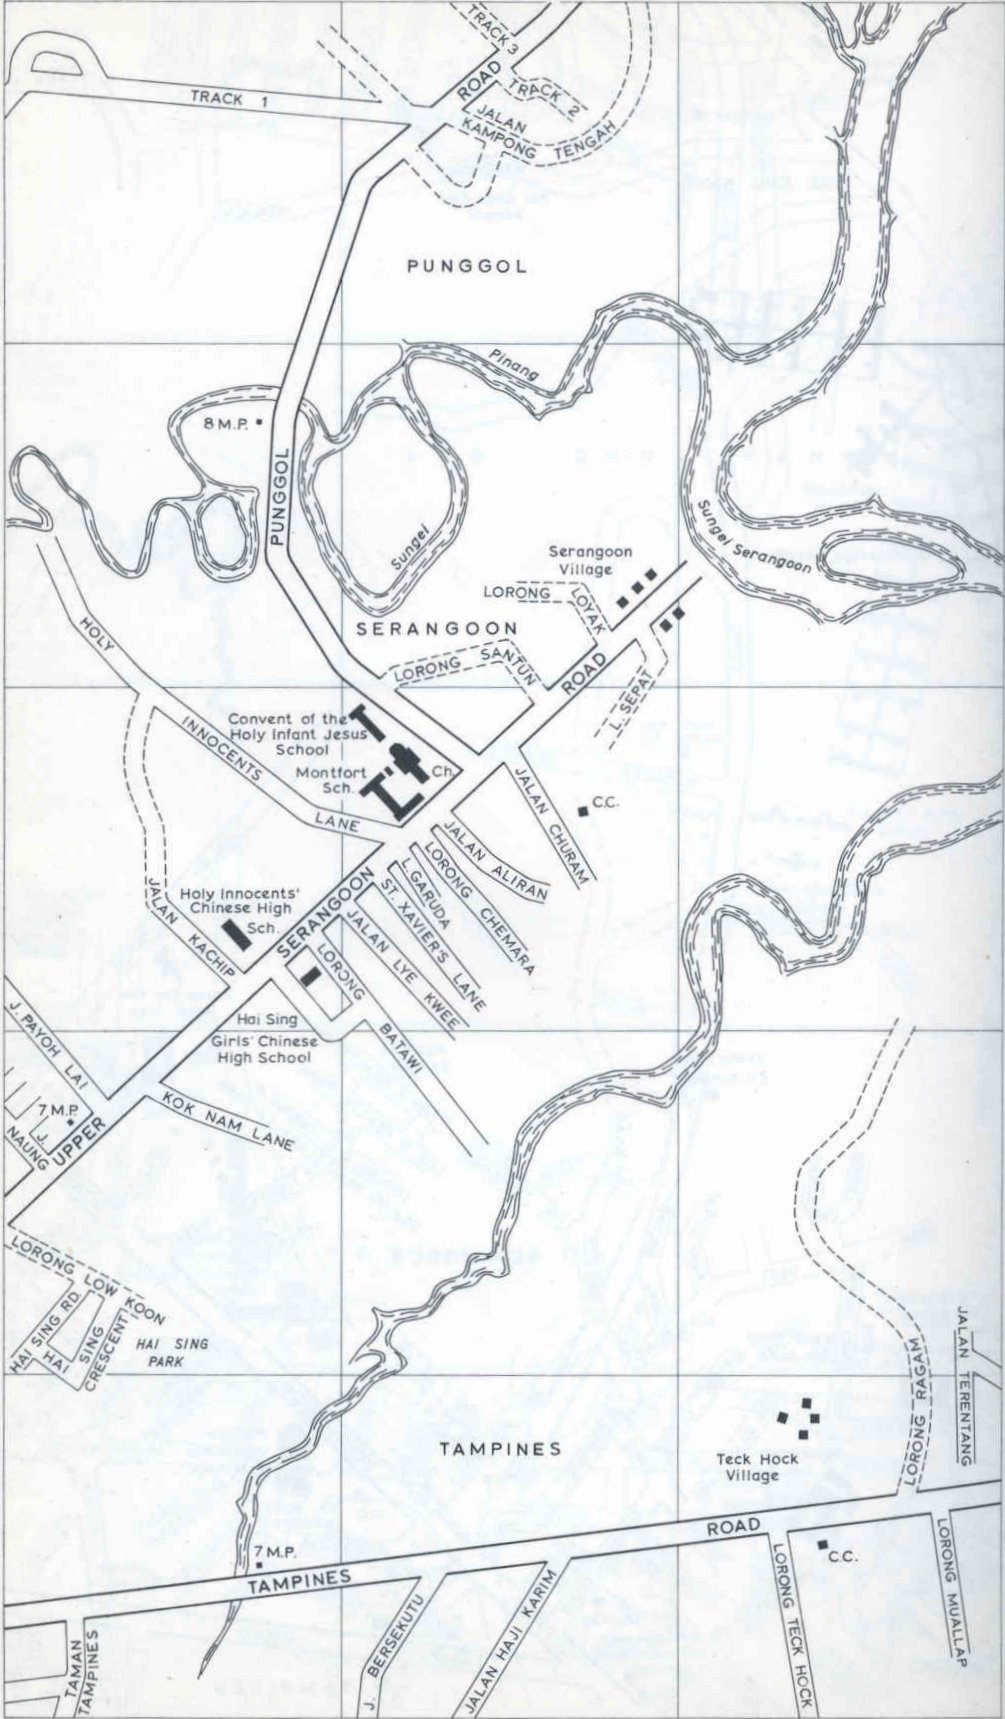 TRACK 3
ROAD
TRACK 2
TRACK 1
JALAN
KAMPONG TENGAH
PUNGGOL
Pinang
8 M.P.
PUNGGOL
Sungei
Sungei Serangoon
Serangoon
Village
LORONG LOYAK
HOLY
SERANGOON
LORONG SANTUN
ROAD
L. SEPAT
Convent of the
Holy Infant Jesus
School
INNOCENTS
Montfort
Sch.
Ch.
LANE
JALAN CHURAM
C.C.
JALAN ALIRAN
LORONG CHEMARA
L. GARUDA
ST. XAVIER'S LANE
JALAN LYE KWEE
SERANGOON
JALAN KACHIP
Holy Innocents'
Chinese High
Sch.
LORONG
BATAWI
Hai Sing
Girls' Chinese
High School
J. PAYOH LAI
7 M.P.
J.
NAUNG
UPPER
KOK NAM LANE
LORONG LOW KOON
HAI SING RD.
HAI SING
CRESCENT
HAI SING
PARK
LORONG RAGAM
JALAN TERENTANG
TAMPINES
Teck Hock
Village
ROAD
7 M.P.
TAMPINES
C.C.
TAMAN
TAMPINES
J. BERSEKUTU
JALAN HAJI KARIM
LORONG TECK HOCK
LORONG MUALLAP